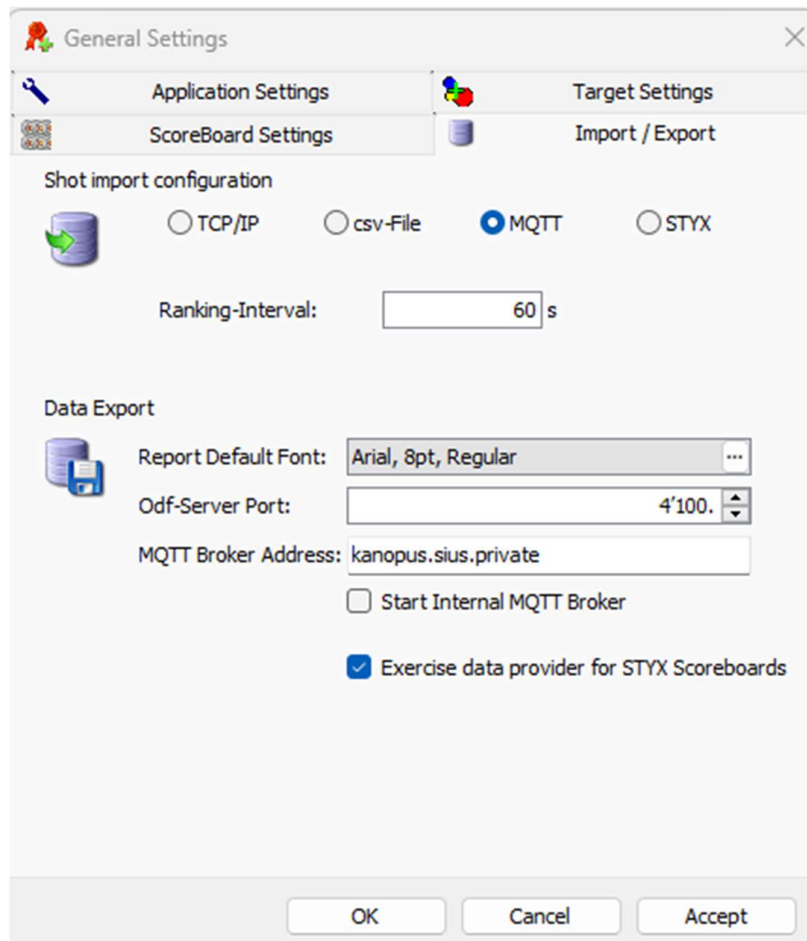 General Settings
Application Settings Target Settings
ScoreBoard Settings Import / Export
Shot import configuration
TCP/IP csv-File MQTT STYX
Ranking-Interval: 60 s
Data Export
Report Default Font: Arial, 8pt, Regular ...
Odf-Server Port: 4'100.
MQTT Broker Address: kanopus.sius.private
Start Internal MQTT Broker
Exercise data provider for STYX Scoreboards
OK Cancel Accept